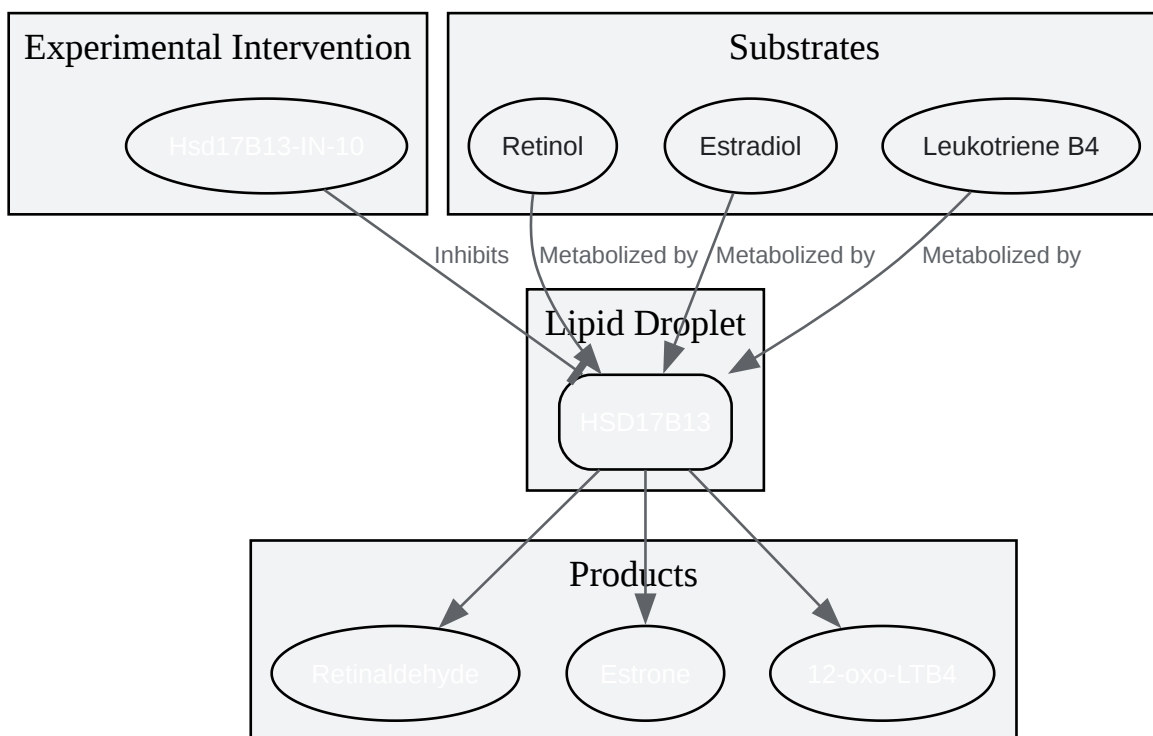 Experimental Intervention
Substrates
Hsd17B13-IN-10
Retinol
Estradiol
Leukotriene B4
Inhibits
Metabolized by
Metabolized by
Metabolized by
Lipid Droplet
HSD17B13
Products
Retinaldehyde
Estrone
12-oxo-LTB4